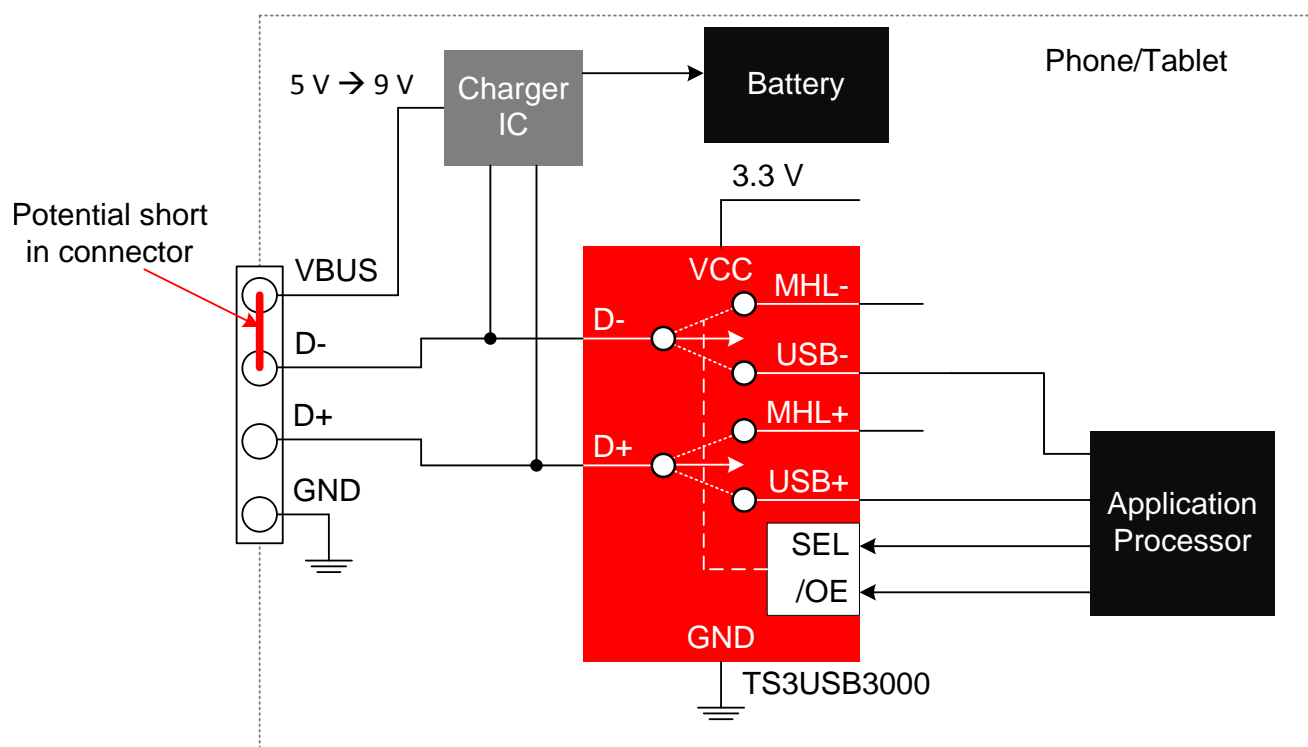 Phone/Tablet
5 V → 9 V
Charger
IC
Battery
3.3 V
Potential short
in connector
VBUS
D-
D+
GND
VCC
MHL-
D-
USB-
MHL+
D+
USB+
SEL
/OE
GND
TS3USB3000
Application
Processor